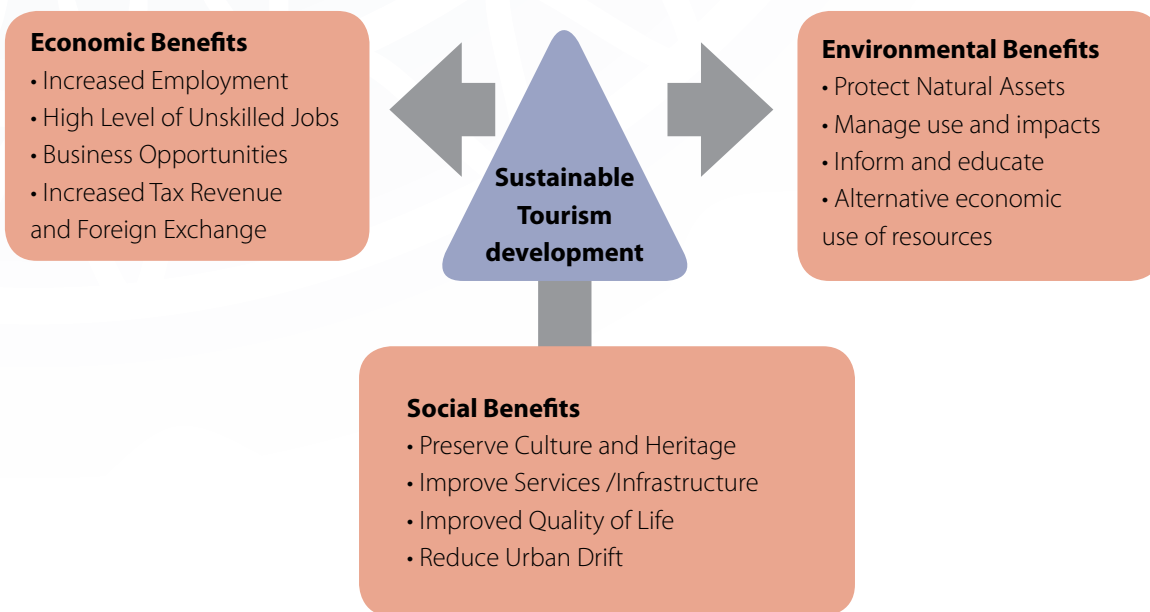 Economic Benefits
• Increased Employment
• High Level of Unskilled Jobs
• Business Opportunities
• Increased Tax Revenue
and Foreign Exchange
Sustainable
Tourism
development
Environmental Benefits
• Protect Natural Assets
• Manage use and impacts
• Inform and educate
• Alternative economic
use of resources
Social Benefits
• Preserve Culture and Heritage
• Improve Services /Infrastructure
• Improved Quality of Life
• Reduce Urban Drift